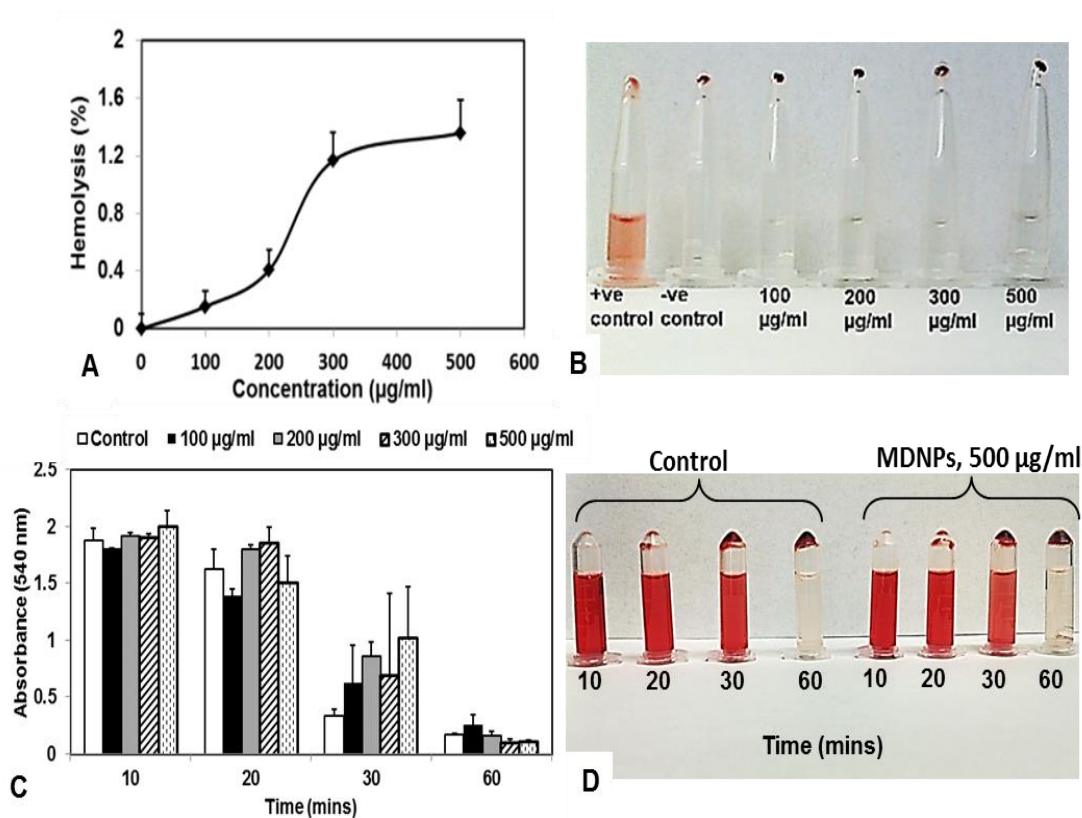 2
1.6
1.2
0.8
0.4
0
Hemolysis (%)
0 100 200 300 400 500 600
Concentration (µg/ml)
A
+ve control
-ve control
100 µg/ml
200 µg/ml
300 µg/ml
500 µg/ml
B
Control 100 µg/ml 200 µg/ml 300 µg/ml 500 µg/ml
2.5
2
1.5
1
0.5
0
Absorbance (540 nm)
10 20 30 60
Time (mins)
C
Control MDNPs, 500 µg/ml
10 20 30 60 10 20 30 60
Time (mins)
D